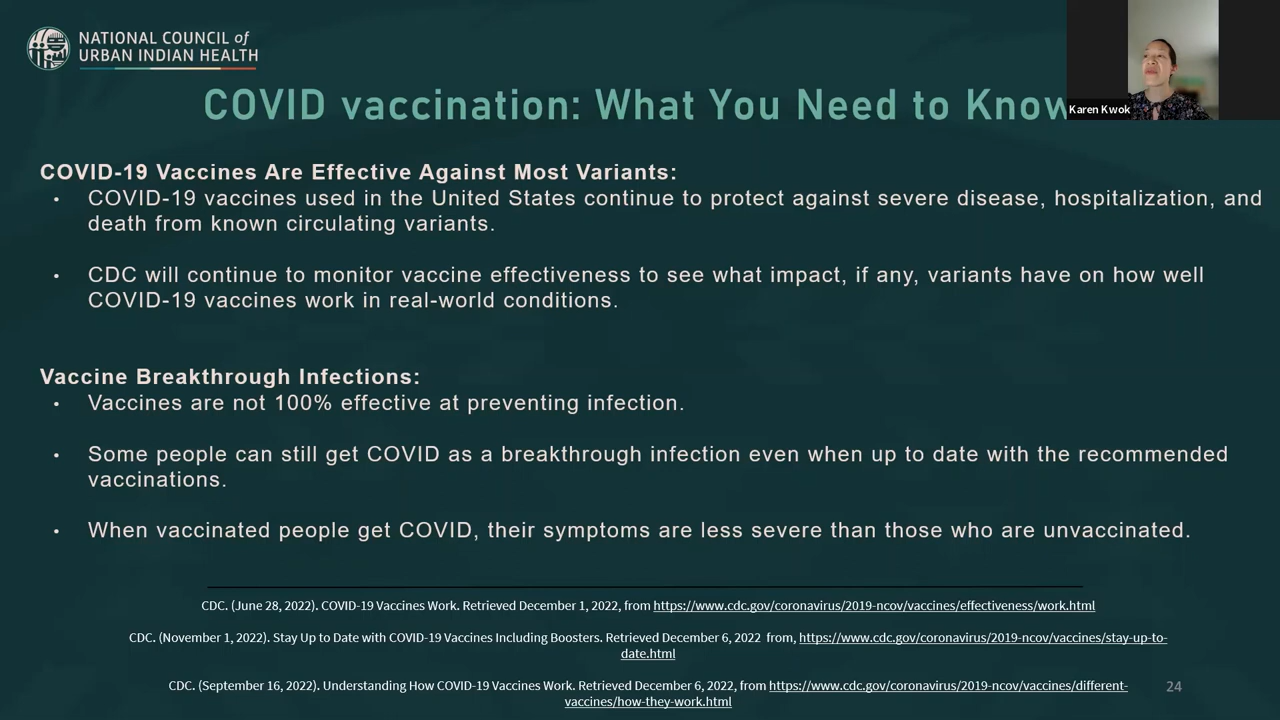 NATIONAL COUNCIL of
URBAN INDIAN HEALTH
COVID vaccination: What You Need to Know
Karen Kwok
COVID-19 Vaccines Are Effective Against Most Variants:
• COVID-19 vaccines used in the United States continue to protect against severe disease, hospitalization, and
death from known circulating variants.
• CDC will continue to monitor vaccine effectiveness to see what impact, if any, variants have on how well
COVID-19 vaccines work in real-world conditions.
Vaccine Breakthrough Infections:
• Vaccines are not 100% effective at preventing infection.
• Some people can still get COVID as a breakthrough infection even when up to date with the recommended
vaccinations.
• When vaccinated people get COVID, their symptoms are less severe than those who are unvaccinated.
CDC. (June 28, 2022). COVID-19 Vaccines Work. Retrieved December 1, 2022, from https://www.cdc.gov/coronavirus/2019-ncov/vaccines/effectiveness/work.html
CDC. (November 1, 2022). Stay Up to Date with COVID-19 Vaccines Including Boosters. Retrieved December 6, 2022 from, https://www.cdc.gov/coronavirus/2019-ncov/vaccines/stay-up-to-
date.html
CDC. (September 16, 2022). Understanding How COVID-19 Vaccines Work. Retrieved December 6, 2022, from https://www.cdc.gov/coronavirus/2019-ncov/vaccines/different-
vaccines/how-they-work.html
24